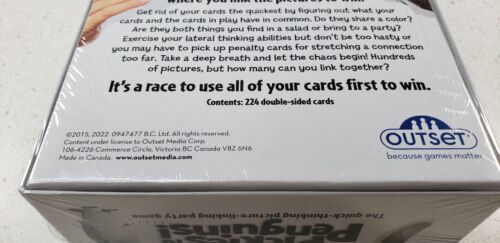 where you link the pictures to win!
Get rid of your cards the quickest by figuring out what your
cards and the cards in play have in common. Do they share a color?
Are they both things you find in a salad or bring to a party?
Exercise your lateral thinking abilities but don't be too hasty or
you may have to pick up penalty cards for stretching a connection
too far. Take a deep breath and let the chaos begin! Hundreds
of pictures, but how many can you link together?
It's a race to use all of your cards first to win.
Contents: 224 double-sided cards
©2015, 2022 0947477 B.C. Ltd. All rights reserved.
Content under license to Outset Media Corp.
106-4226 Commerce Circle, Victoria BC Canada V8Z 6N6
Made in Canada. www.outsetmedia.com
OUTSET
because games matter
The quick-thinking picture-linking party game
Pickles to
Penguins!